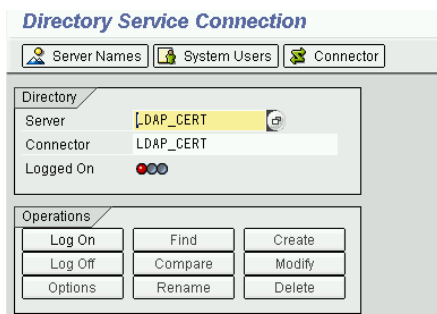 Directory Service Connection
Server Names System Users Connector
Directory
Server LDAP_CERT
Connector LDAP_CERT
Logged On
Operations
Log On Find Create
Log Off Compare Modify
Options Rename Delete